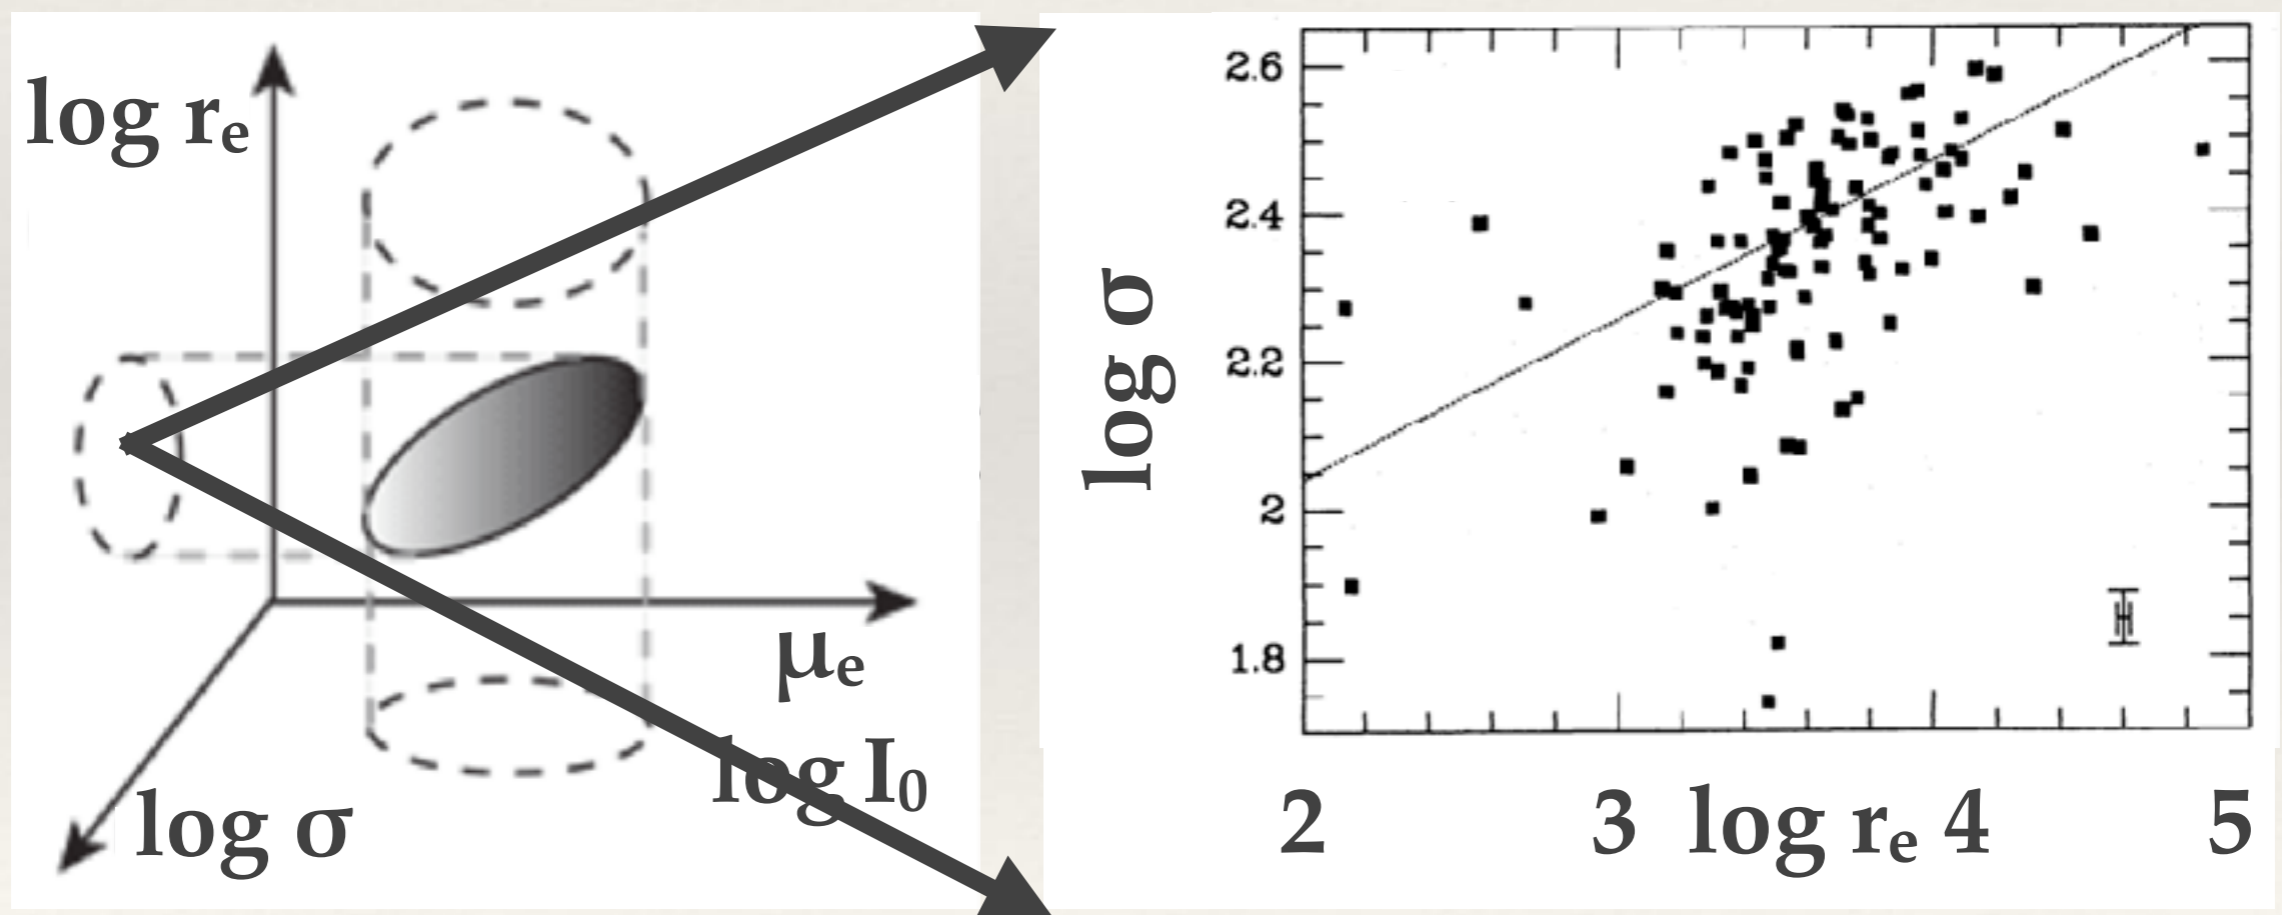 log rₑ
μₑ
log I₀
log σ
log σ
2.6
2.4
2.2
2
1.8
2 3 log rₑ 4 5